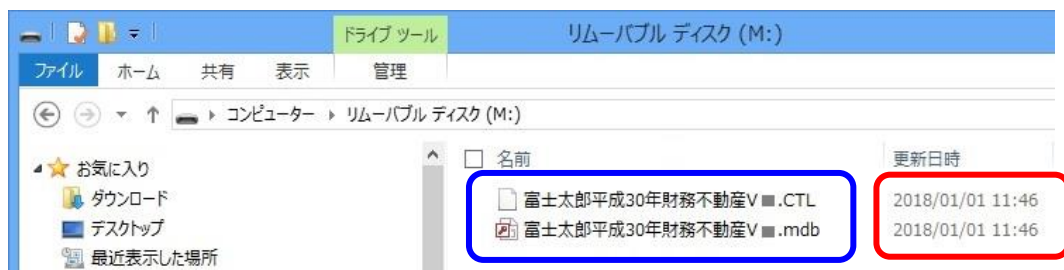 ドライブ ツール
リムーバブル ディスク (M:)
ファイル ホーム 共有 表示 管理
コンピューター リムーバブル ディスク (M:)
お気に入り
ダウンロード
デスクトップ
最近表示した場所
名前 更新日時
富士太郎平成30年財務不動産V■.CTL 2018/01/01 11:46
富士太郎平成30年財務不動産V■.mdb 2018/01/01 11:46